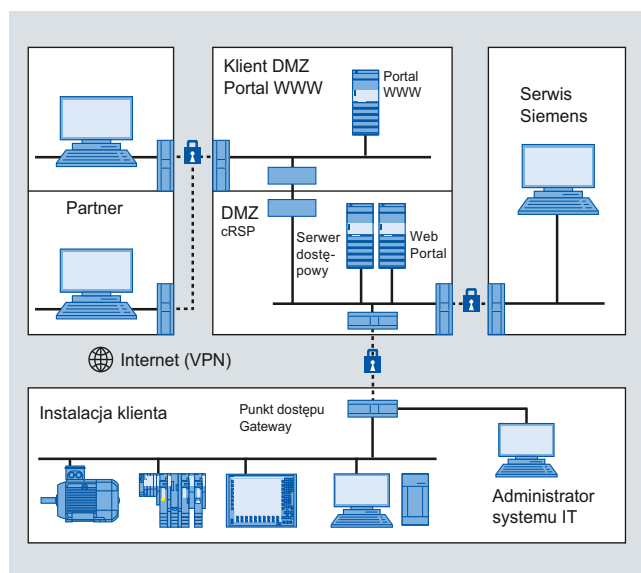 Klient DMZ
Portal WWW
Portal
WWW
Serwis
Siemens
Partner
DMZ
cRSP
Serwer
dostę-
powy
Web
Portal
Internet (VPN)
Instalacja klienta
Punkt dostępu
Gateway
Administrator
systemu IT